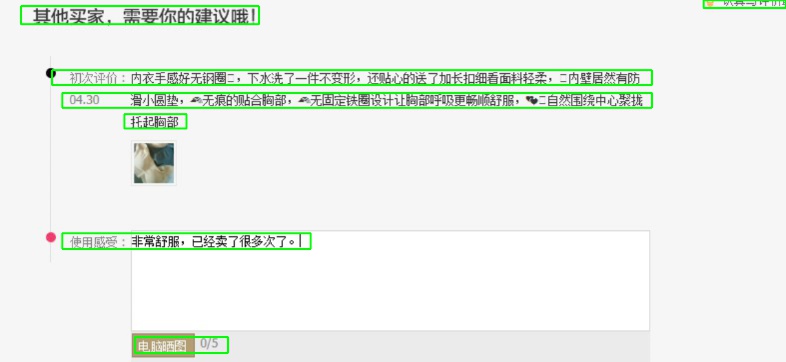 其他买家，需要你的建议哦！
初次评价：内衣手感好无钢圈，下水洗了一件不变形，还贴心的送了加长扣细看面料轻柔，内壁居然有防
04.30 滑小圆垫，无痕的贴合胸部，无固定铁圈设计让胸部呼吸更畅顺舒服，自然围绕中心聚拢
托起胸部
使用感受：非常舒服，已经卖了很多次了。
电脑晒图 0/5